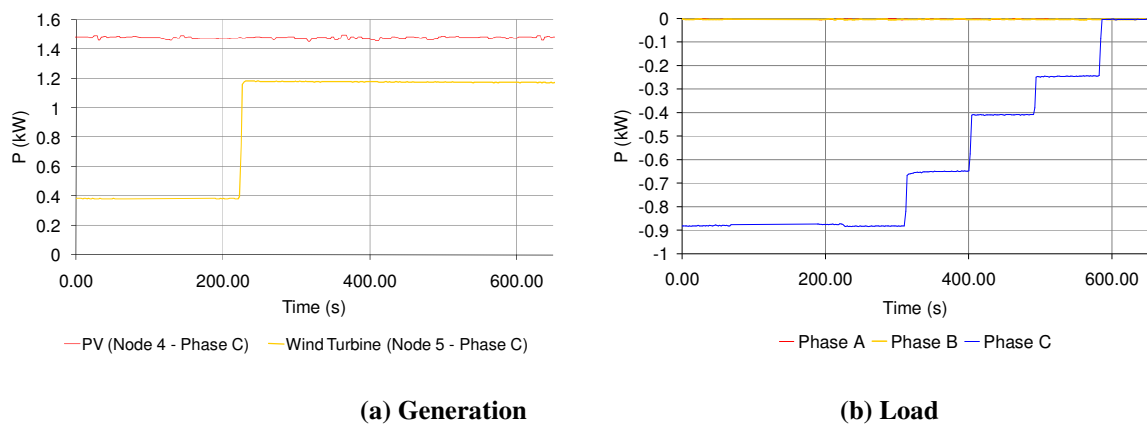 1.6
1.4
1.2
1
0.8
0.6
0.4
0.2
0
P (kW)
0.00 200.00 400.00 600.00
Time (s)
PV (Node 4 - Phase C) Wind Turbine (Node 5 - Phase C)
(a) Generation
0
-0.1
-0.2
-0.3
-0.4
-0.5
-0.6
-0.7
-0.8
-0.9
-1
P (kW)
0.00 200.00 400.00 600.00
Time (s)
Phase A Phase B Phase C
(b) Load